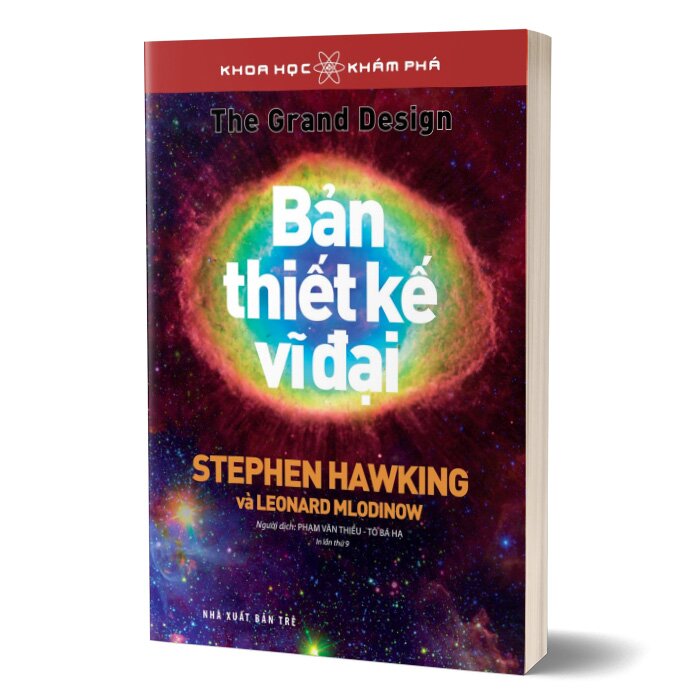 KHOA HỌC KHÁM PHÁ
The Grand Design
Bản
thiết kế
vĩ đại
STEPHEN HAWKING
và LEONARD MLODINOW
Người dịch: PHẠM VĂN THIỀU - TÔ BÁ HẠ
In lần thứ 9
NHÀ XUẤT BẢN TRẺ